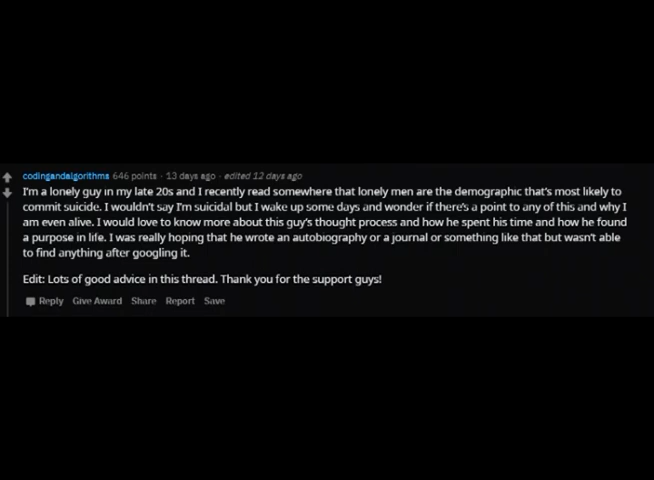 codingandalgorithms 646 points · 13 days ago · edited 12 days ago
I'm a lonely guy in my late 20s and I recently read somewhere that lonely men are the demographic that's most likely to
commit suicide. I wouldn't say I'm suicidal but I wake up some days and wonder if there's a point to any of this and why I
am even alive. I would love to know more about this guy's thought process and how he spent his time and how he found
a purpose in life. I was really hoping that he wrote an autobiography or a journal or something like that but wasn't able
to find anything after googling it.
Edit: Lots of good advice in this thread. Thank you for the support guys!
Reply Give Award Share Report Save